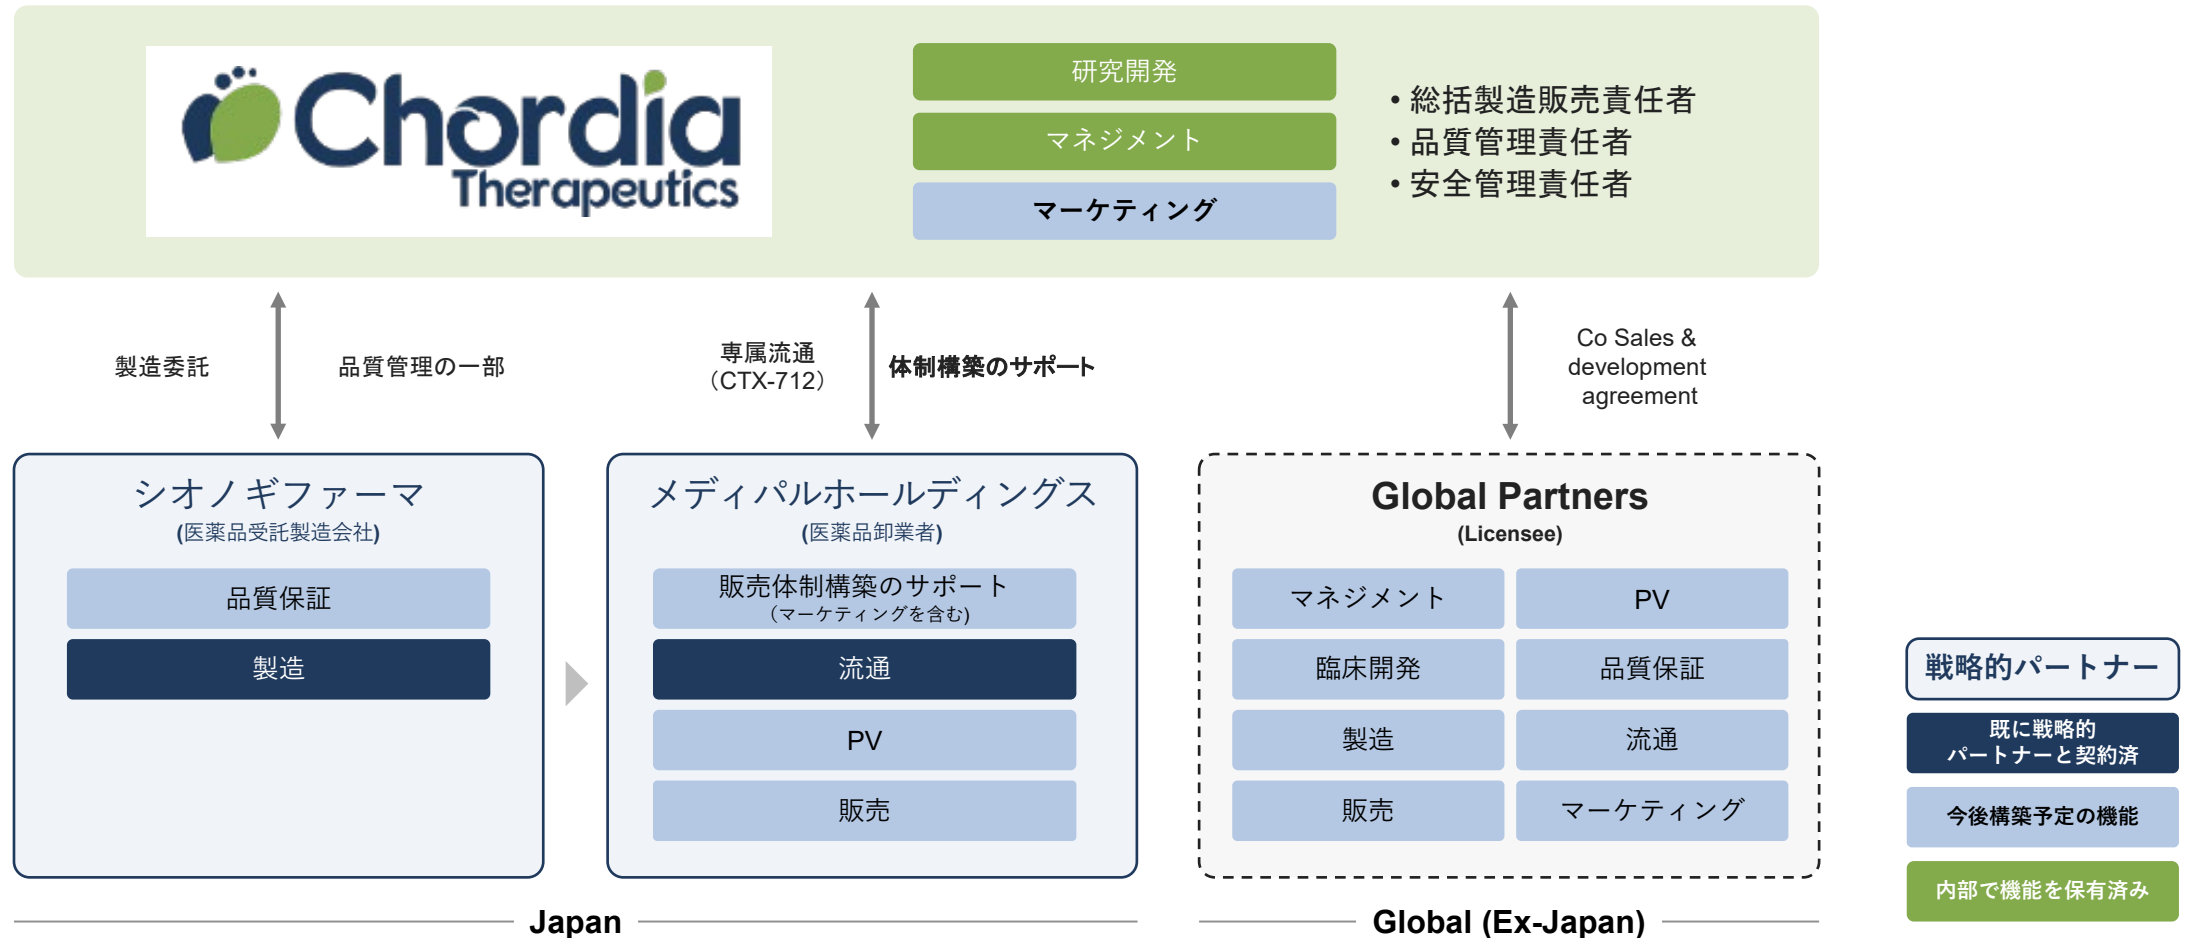 Chordia
Therapeutics
研究開発
マネジメント
マーケティング
• 総括製造販売責任者
• 品質管理責任者
• 安全管理責任者
製造委託
品質管理の一部
専属流通
（CTX-712）
体制構築のサポート
Co Sales &
development
agreement
シオノギファーマ
(医薬品受託製造会社)
品質保証
製造
メディパルホールディングス
(医薬品卸業者)
販売体制構築のサポート
（マーケティングを含む)
流通
PV
販売
Global Partners
(Licensee)
マネジメント
PV
臨床開発
品質保証
製造
流通
販売
マーケティング
戦略的パートナー
既に戦略的
パートナーと契約済
今後構築予定の機能
内部で機能を保有済み
Japan
Global (Ex-Japan)